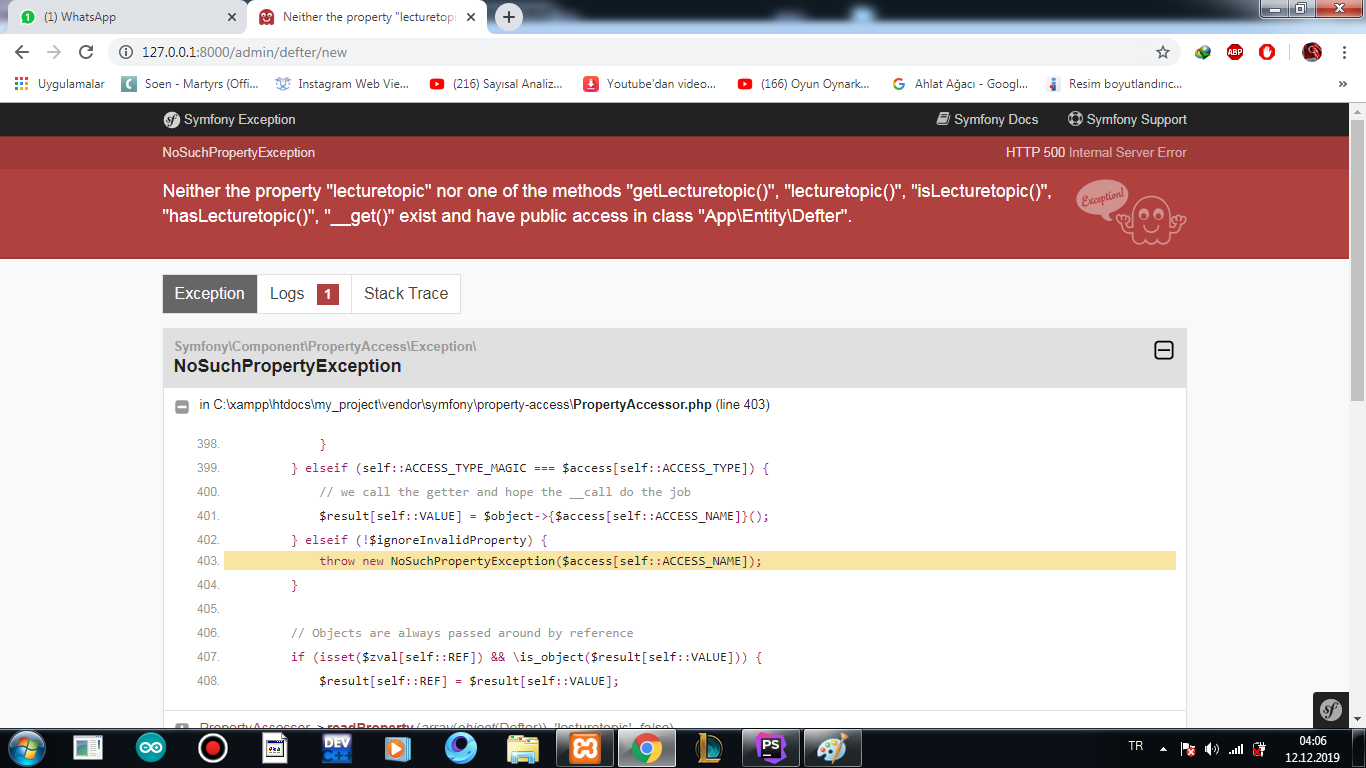 (1) WhatsApp
Neither the property "lecturetopi
127.0.0.1:8000/admin/defter/new
ABP
Uygulamalar
Soen - Martyrs (Offi...
Instagram Web Vie...
(216) Sayısal Analiz...
Youtube'dan video...
(166) Oyun Oynark...
Ahlat Ağacı - Googl...
Resim boyutlandırıc...
Symfony Exception
Symfony Docs
Symfony Support
NoSuchPropertyException
HTTP 500 Internal Server Error
Neither the property "lecturetopic" nor one of the methods "getLecturetopic()", "lecturetopic()", "isLecturetopic()",
"hasLecturetopic()", "__get()" exist and have public access in class "App\Entity\Defter".
Exception!
Exception
Logs 1
Stack Trace
Symfony\Component\PropertyAccess\Exception\
NoSuchPropertyException
in C:\xampp\htdocs\my_project\vendor\symfony\property-access\PropertyAccessor.php (line 403)
398. }
399. } elseif (self::ACCESS_TYPE_MAGIC === $access[self::ACCESS_TYPE]) {
400. // we call the getter and hope the __call do the job
401. $result[self::VALUE] = $object->{$access[self::ACCESS_NAME]}();
402. } elseif (!$ignoreInvalidProperty) {
403. throw new NoSuchPropertyException($access[self::ACCESS_NAME]);
404. }
405.
406. // Objects are always passed around by reference
407. if (isset($zval[self::REF]) && \is_object($result[self::VALUE])) {
408. $result[self::REF] = $result[self::VALUE];
PropertyAccessor->readProperty(array(object(Defter)), 'lecturetopic', false)
DEV
C++
PS
TR
04:06
12.12.2019